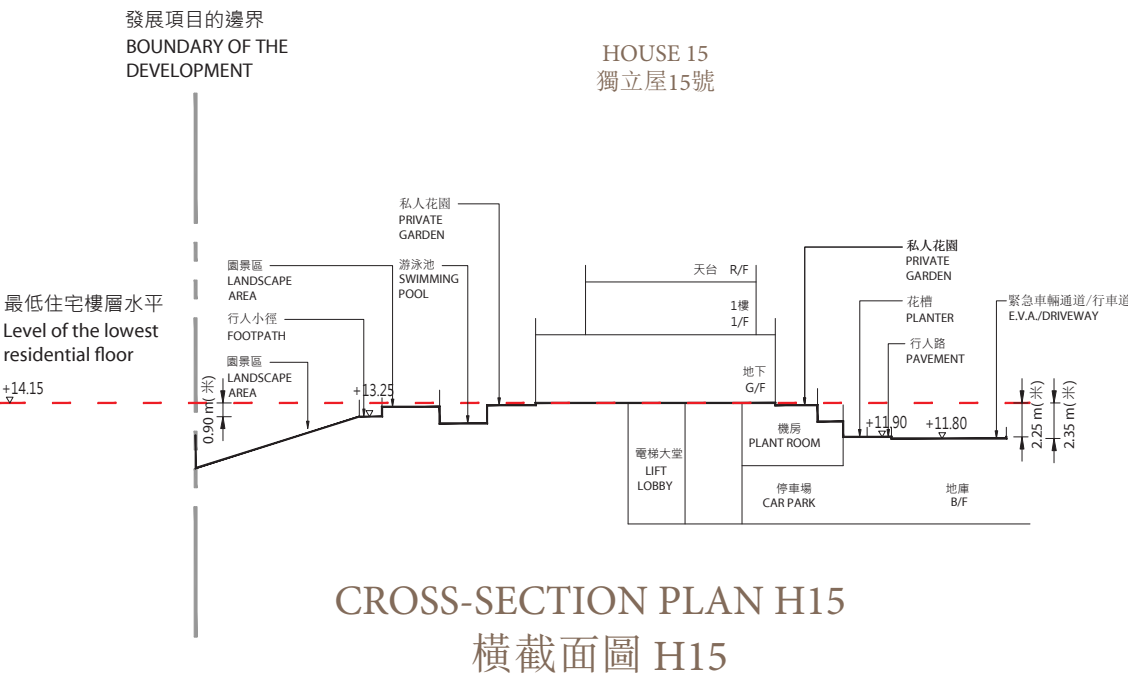 發展項目的邊界
BOUNDARY OF THE
DEVELOPMENT
HOUSE 15
獨立屋15號
私人花園
PRIVATE
GARDEN
園景區
LANDSCAPE
AREA
游泳池
SWIMMING
POOL
天台 R/F
私人花園
PRIVATE
GARDEN
最低住宅樓層水平
Level of the lowest
residential floor
行人小徑
FOOTPATH
1樓
1/F
花槽
PLANTER
緊急車輛通道/行車道
E.V.A./DRIVEWAY
行人路
PAVEMENT
園景區
LANDSCAPE
AREA
地下
G/F
+14.15
0.90 m(米)
+13.25
+11.90
+11.80
2.25 m(米)
2.35 m(米)
機房
PLANT ROOM
電梯大堂
LIFT
LOBBY
停車場
CAR PARK
地庫
B/F
CROSS-SECTION PLAN H15
橫截面圖 H15